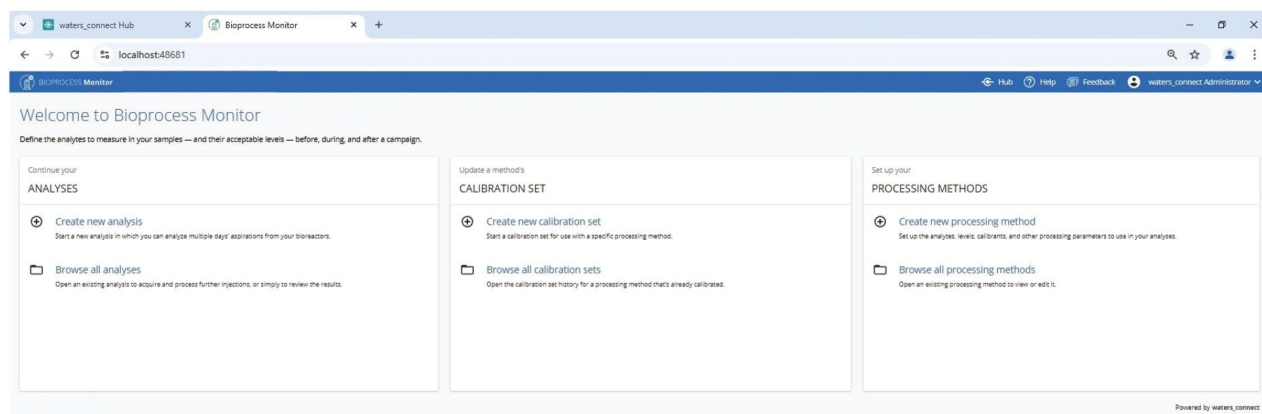 waters_connect Hub
Bioprocess Monitor
localhost:48681
BIOPROCESS Monitor
Hub
Help
Feedback
waters_connect Administrator
Welcome to Bioprocess Monitor
Define the analytes to measure in your samples — and their acceptable levels — before, during, and after a campaign.
Continue your
ANALYSES
Create new analysis
Start a new analysis in which you can analyze multiple days' aspirations from your bioreactors.
Browse all analyses
Open an existing analysis to acquire and process further injections, or simply to review the results.
Update a method's
CALIBRATION SET
Create new calibration set
Start a calibration set for use with a specific processing method.
Browse all calibration sets
Open the calibration set history for a processing method that's already calibrated.
Set up your
PROCESSING METHODS
Create new processing method
Set up the analytes, levels, calibrants, and other processing parameters to use in your analyses.
Browse all processing methods
Open an existing processing method to view or edit it.
Powered by waters_connect